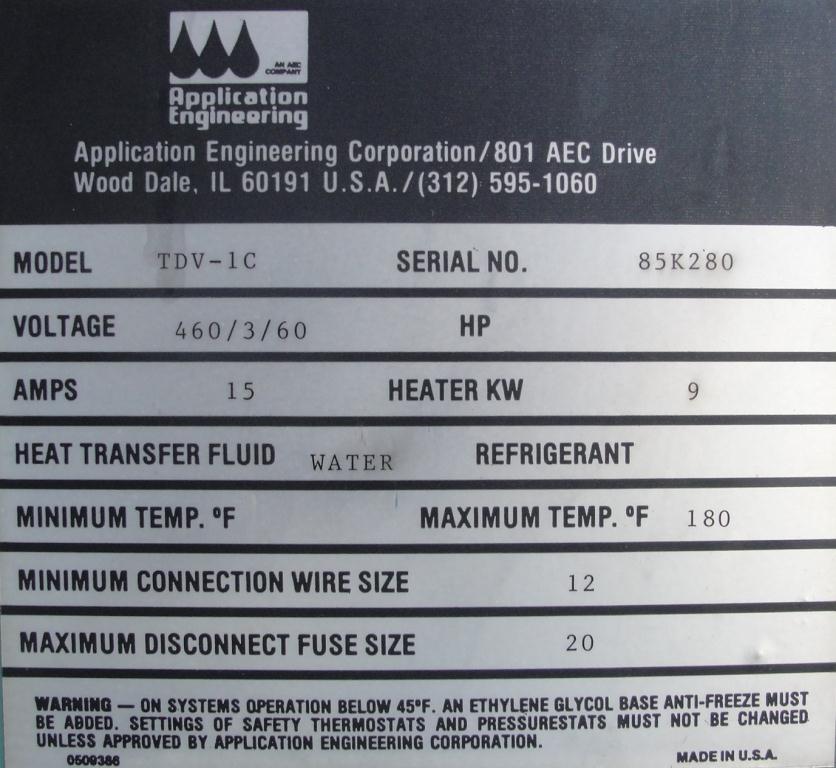 AN AEC
COMPANY
Application
Engineering
Application Engineering Corporation/801 AEC Drive
Wood Dale, IL 60191 U.S.A./(312) 595-1060
MODEL TDV-1C SERIAL NO. 85K280
VOLTAGE 460/3/60 HP
AMPS 15 HEATER KW 9
HEAT TRANSFER FLUID WATER REFRIGERANT
MINIMUM TEMP. ºF MAXIMUM TEMP. ºF 180
MINIMUM CONNECTION WIRE SIZE 12
MAXIMUM DISCONNECT FUSE SIZE 20
WARNING — ON SYSTEMS OPERATION BELOW 45ºF. AN ETHYLENE GLYCOL BASE ANTI-FREEZE MUST
BE ADDED. SETTINGS OF SAFETY THERMOSTATS AND PRESSURESTATS MUST NOT BE CHANGED
UNLESS APPROVED BY APPLICATION ENGINEERING CORPORATION.
0509386 MADE IN U.S.A.